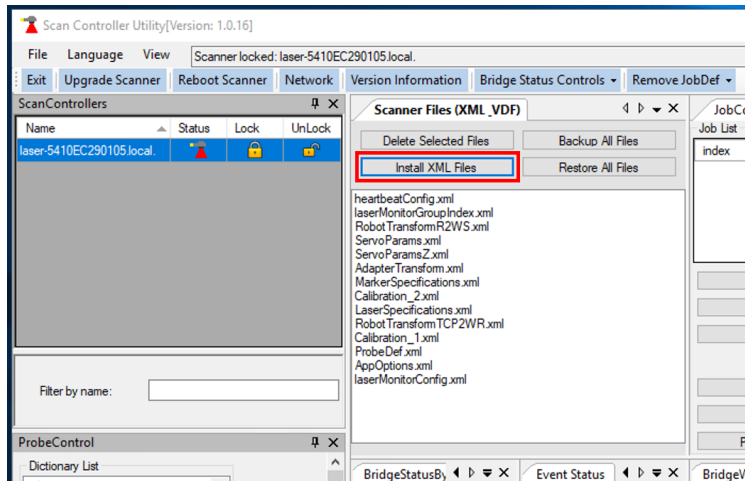 Scan Controller Utility[Version: 1.0.16]
File Language View Scanner locked: laser-5410EC290105.local.
Exit Upgrade Scanner Reboot Scanner Network Version Information Bridge Status Controls Remove JobDef
ScanControllers
Name Status Lock UnLock
laser-5410EC290105.local.
Filter by name:
ProbeControl
Dictionary List
Scanner Files (XML_VDF)
Delete Selected Files Backup All Files
Install XML Files Restore All Files
heartbeatConfig.xml
laserMonitorGroupIndex.xml
RobotTransformR2WS.xml
ServoParams.xml
ServoParamsZ.xml
AdapterTransform.xml
MarkerSpecifications.xml
Calibration_2.xml
LaserSpecifications.xml
RobotTransformTCP2WR.xml
Calibration_1.xml
ProbeDef.xml
AppOptions.xml
laserMonitorConfig.xml
BridgeStatusBy Event Status BridgeV
JobCo
Job List
index